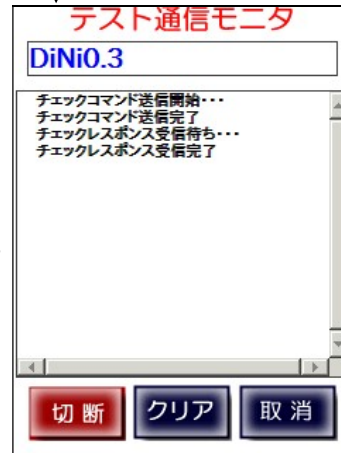 テスト通信モニタ
DiNi0.3
チェックコマンド送信開始・・・
チェックコマンド送信完了
チェックレスポンス受信待ち・・・
チェックレスポンス受信完了
切断 クリア 取消